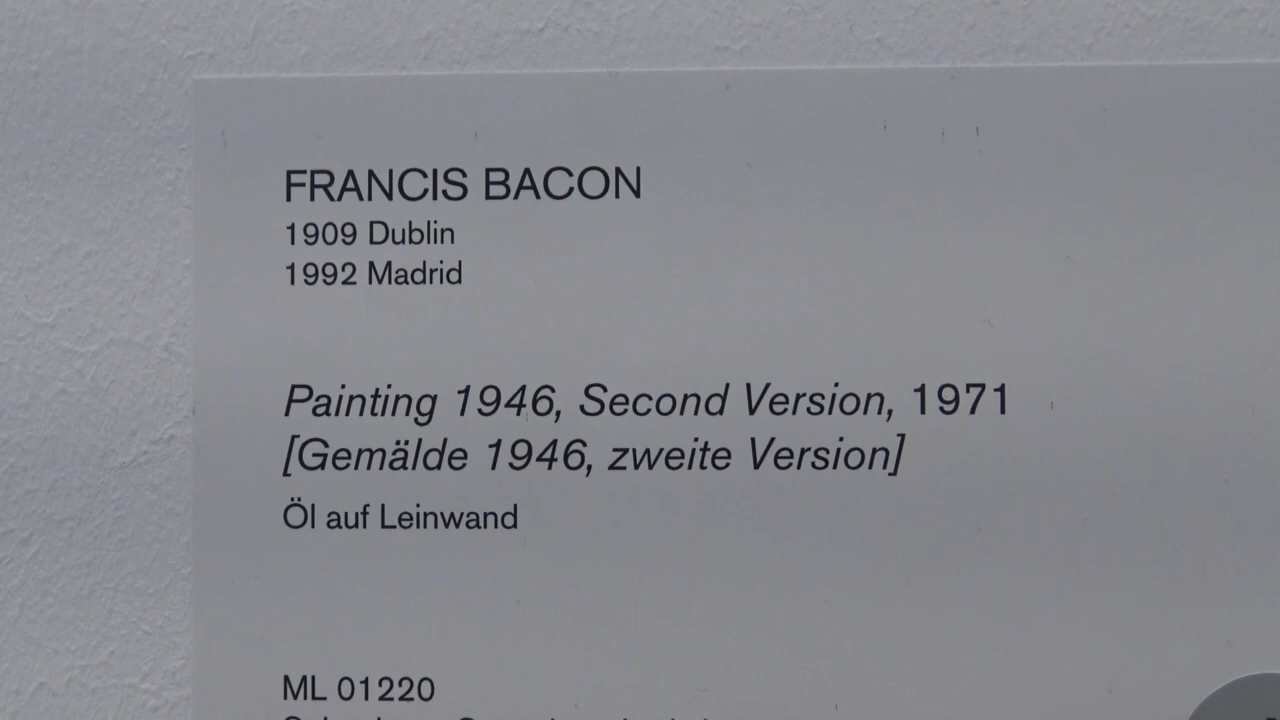 FRANCIS BACON
1909 Dublin
1992 Madrid
Painting 1946, Second Version, 1971
[Gemälde 1946, zweite Version]
Öl auf Leinwand
ML 01220